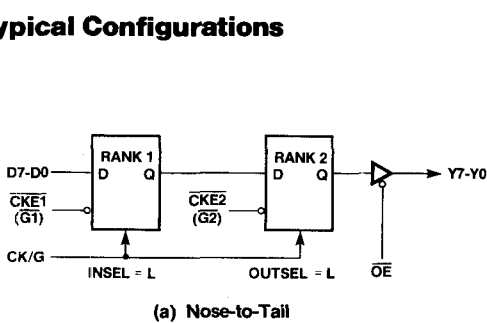 ypical Configurations
RANK 1
RANK 2
D7-D0
D Q
D Q
Y7-Y0
CKE1
(G1)
CKE2
(G2)
CK/G
INSEL = L
OUTSEL = L
OE
(a) Nose-to-Tail